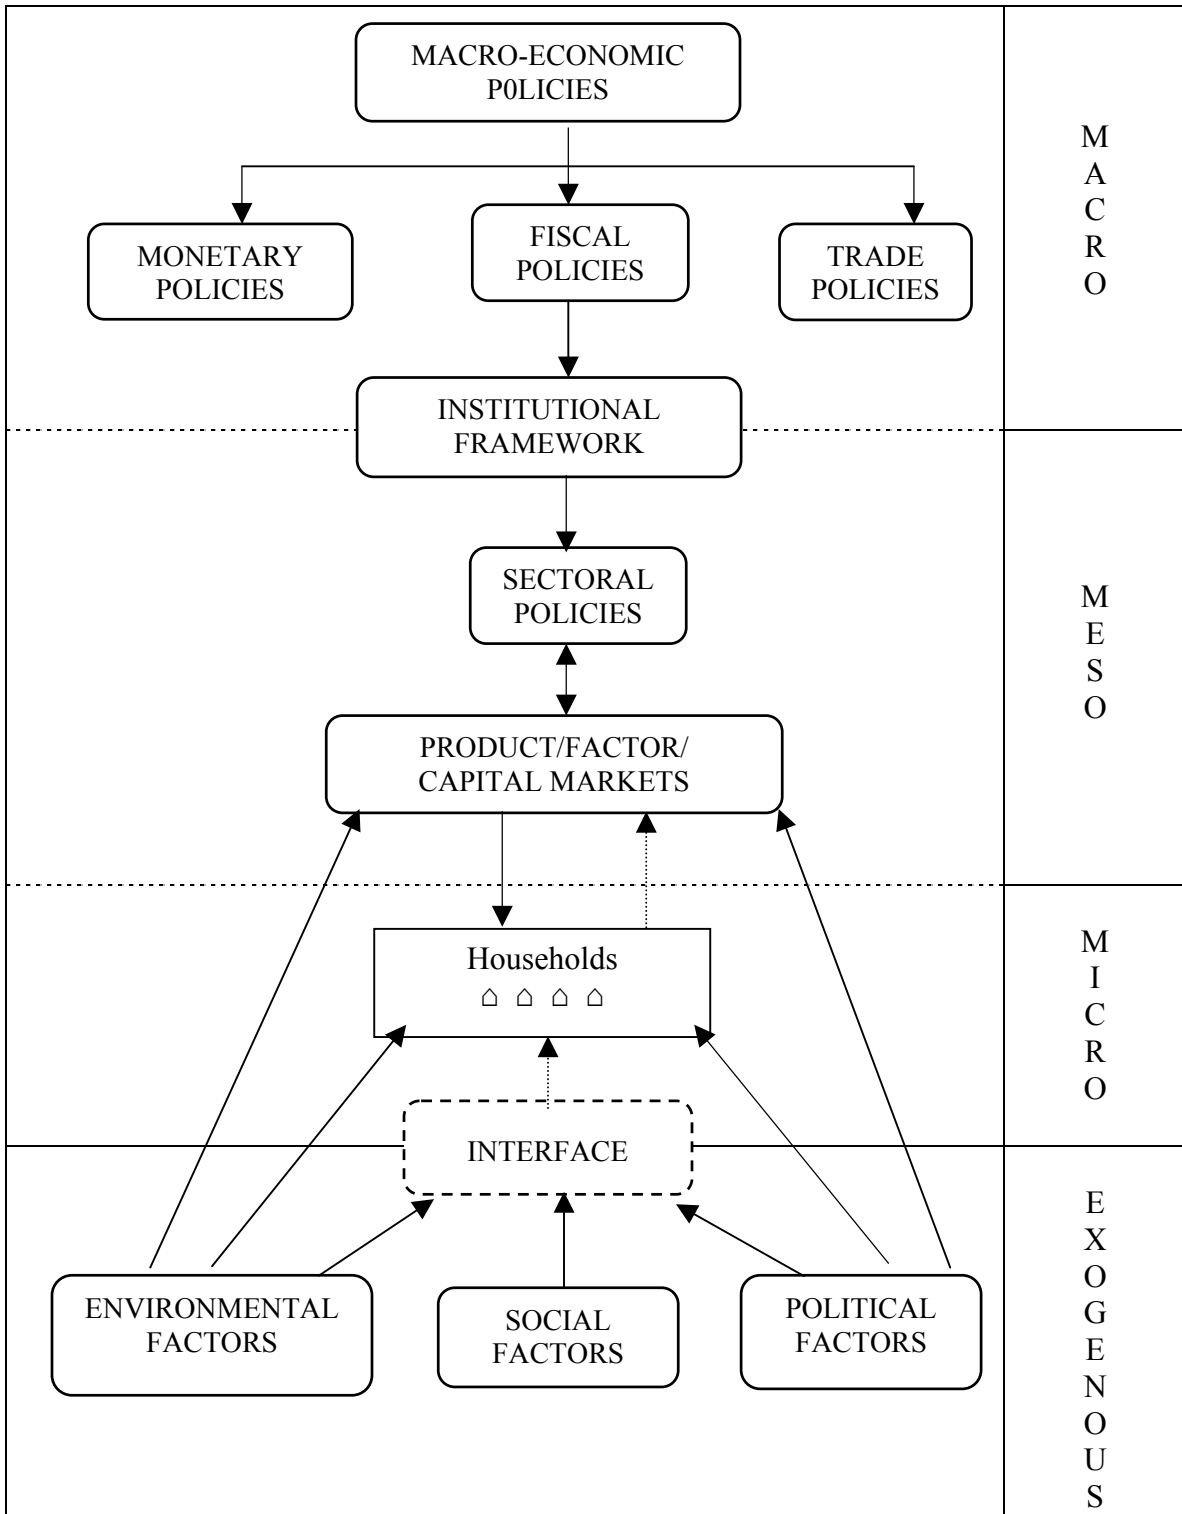 MACRO-ECONOMIC
P0LICIES
MONETARY
POLICIES
FISCAL
POLICIES
TRADE
POLICIES
M
A
C
R
O
INSTITUTIONAL
FRAMEWORK
SECTORAL
POLICIES
PRODUCT/FACTOR/
CAPITAL MARKETS
M
E
S
O
Households
M
I
C
R
O
INTERFACE
ENVIRONMENTAL
FACTORS
SOCIAL
FACTORS
POLITICAL
FACTORS
E
X
O
G
E
N
O
U
S